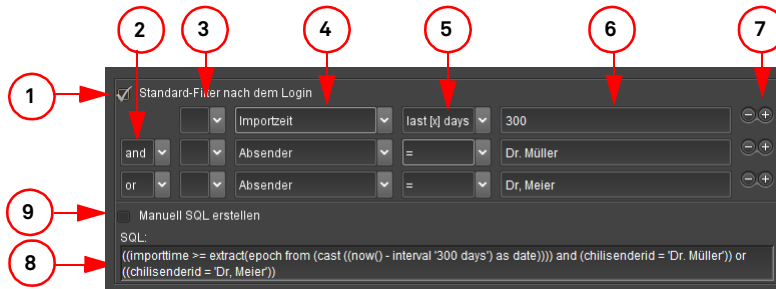 2 3 4 5 6 7
1 Standard-Filter nach dem Login
Importzeit last [x] days 300
and Absender = Dr. Müller
or Absender = Dr, Meier
9 Manuell SQL erstellen
SQL:
8 ((importtime >= extract(epoch from (cast ((now() - interval '300 days') as date)))) and (chilisenderid = 'Dr. Müller')) or
((chilisenderid = 'Dr, Meier'))